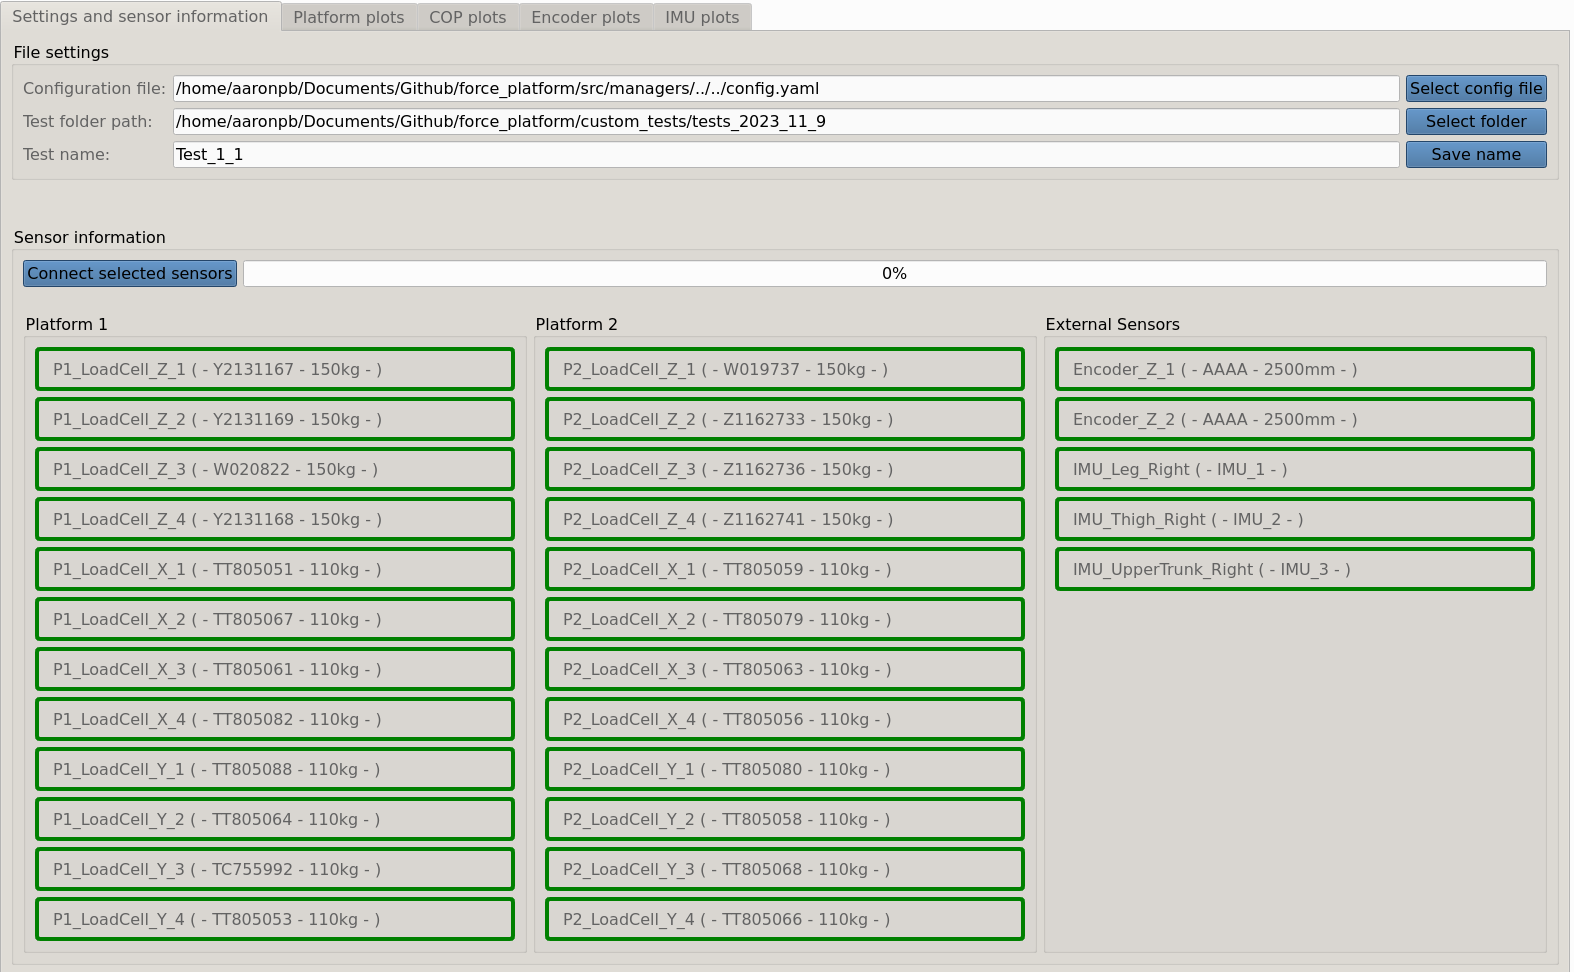 Settings and sensor information Platform plots COP plots Encoder plots IMU plots
File settings
Configuration file: /home/aaronpb/Documents/Github/force_platform/src/managers/../../config.yaml Select config file
Test folder path: /home/aaronpb/Documents/Github/force_platform/custom_tests/tests_2023_11_9 Select folder
Test name: Test_1_1 Save name
Sensor information
Connect selected sensors 0%
Platform 1
P1_LoadCell_Z_1 ( - Y2131167 - 150kg - )
P1_LoadCell_Z_2 ( - Y2131169 - 150kg - )
P1_LoadCell_Z_3 ( - W020822 - 150kg - )
P1_LoadCell_Z_4 ( - Y2131168 - 150kg - )
P1_LoadCell_X_1 ( - TT805051 - 110kg - )
P1_LoadCell_X_2 ( - TT805067 - 110kg - )
P1_LoadCell_X_3 ( - TT805061 - 110kg - )
P1_LoadCell_X_4 ( - TT805082 - 110kg - )
P1_LoadCell_Y_1 ( - TT805088 - 110kg - )
P1_LoadCell_Y_2 ( - TT805064 - 110kg - )
P1_LoadCell_Y_3 ( - TC755992 - 110kg - )
P1_LoadCell_Y_4 ( - TT805053 - 110kg - )
Platform 2
P2_LoadCell_Z_1 ( - W019737 - 150kg - )
P2_LoadCell_Z_2 ( - Z1162733 - 150kg - )
P2_LoadCell_Z_3 ( - Z1162736 - 150kg - )
P2_LoadCell_Z_4 ( - Z1162741 - 150kg - )
P2_LoadCell_X_1 ( - TT805059 - 110kg - )
P2_LoadCell_X_2 ( - TT805079 - 110kg - )
P2_LoadCell_X_3 ( - TT805063 - 110kg - )
P2_LoadCell_X_4 ( - TT805056 - 110kg - )
P2_LoadCell_Y_1 ( - TT805080 - 110kg - )
P2_LoadCell_Y_2 ( - TT805058 - 110kg - )
P2_LoadCell_Y_3 ( - TT805068 - 110kg - )
P2_LoadCell_Y_4 ( - TT805066 - 110kg - )
External Sensors
Encoder_Z_1 ( - AAAA - 2500mm - )
Encoder_Z_2 ( - AAAA - 2500mm - )
IMU_Leg_Right ( - IMU_1 - )
IMU_Thigh_Right ( - IMU_2 - )
IMU_UpperTrunk_Right ( - IMU_3 - )